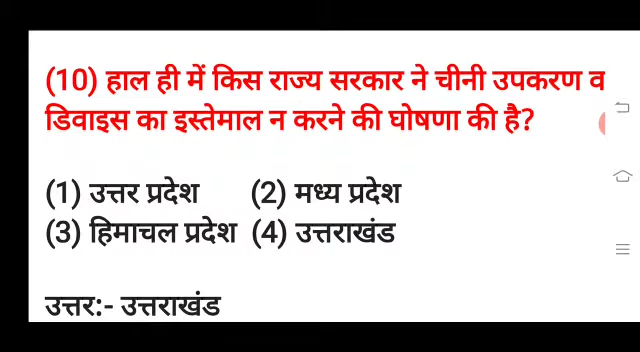 (10) हाल ही में किस राज्य सरकार ने चीनी उपकरण व
डिवाइस का इस्तेमाल न करने की घोषणा की है?
(1) उत्तर प्रदेश (2) मध्य प्रदेश
(3) हिमाचल प्रदेश (4) उत्तराखंड
उत्तर:- उत्तराखंड